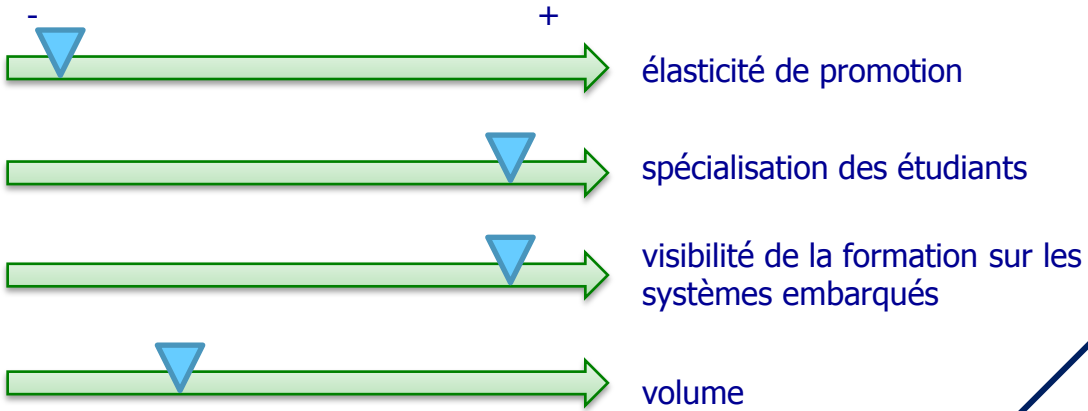 - +
élasticité de promotion
spécialisation des étudiants
visibilité de la formation sur les
systèmes embarqués
volume